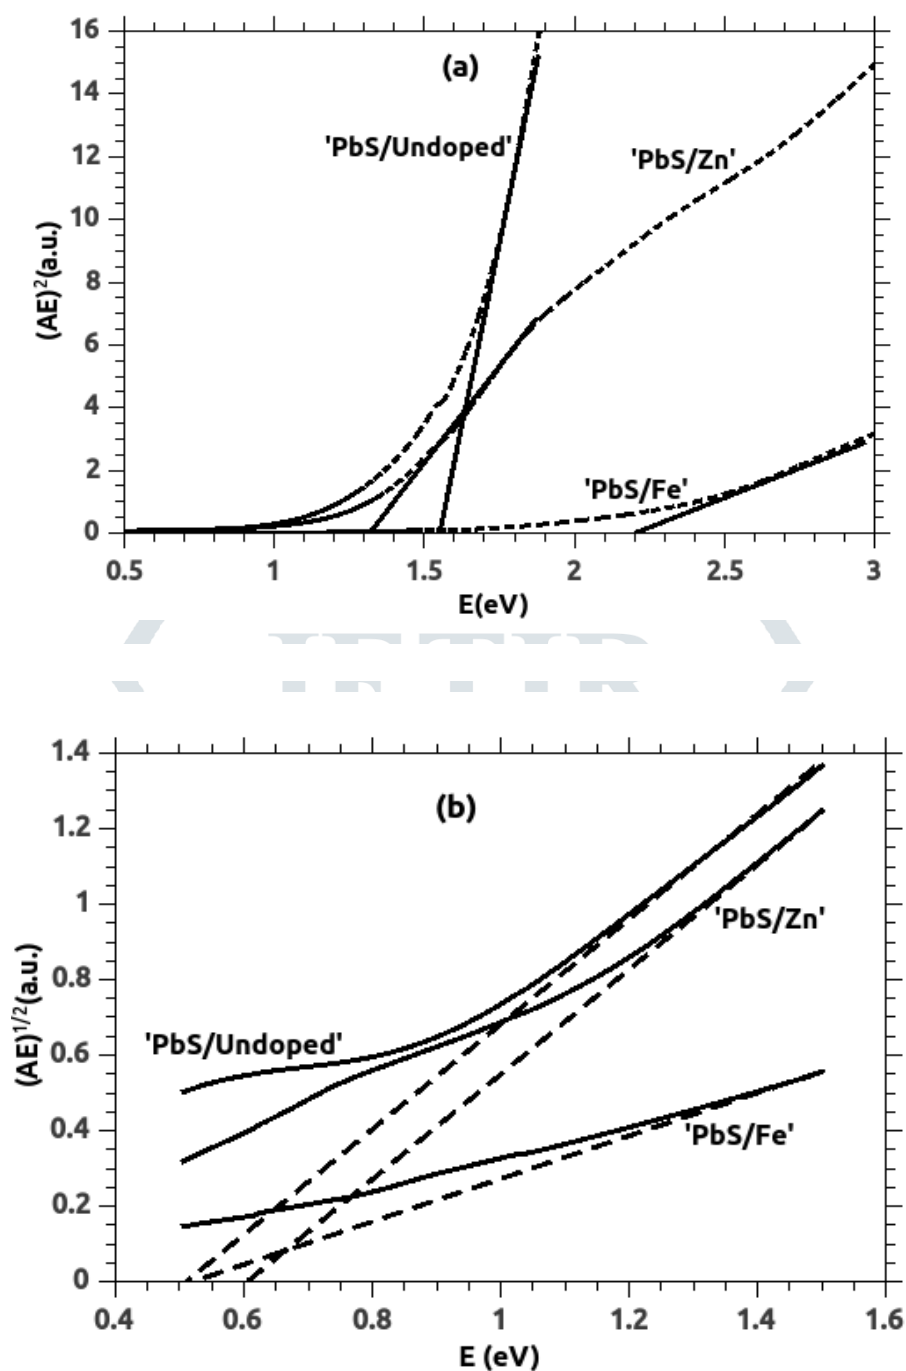 16
(a)
14
'PbS/Undoped'
'PbS/Zn'
12
10
(AE)²(a.u.)
8
6
4
'PbS/Fe'
2
0
0.5 1 1.5 2 2.5 3
E(eV)
JETIR
1.4
(b)
1.2
1
'PbS/Zn'
(AE)^1/2(a.u.)
0.8
'PbS/Undoped'
0.6
0.4
'PbS/Fe'
0.2
0
0.4 0.6 0.8 1 1.2 1.4 1.6
E (eV)